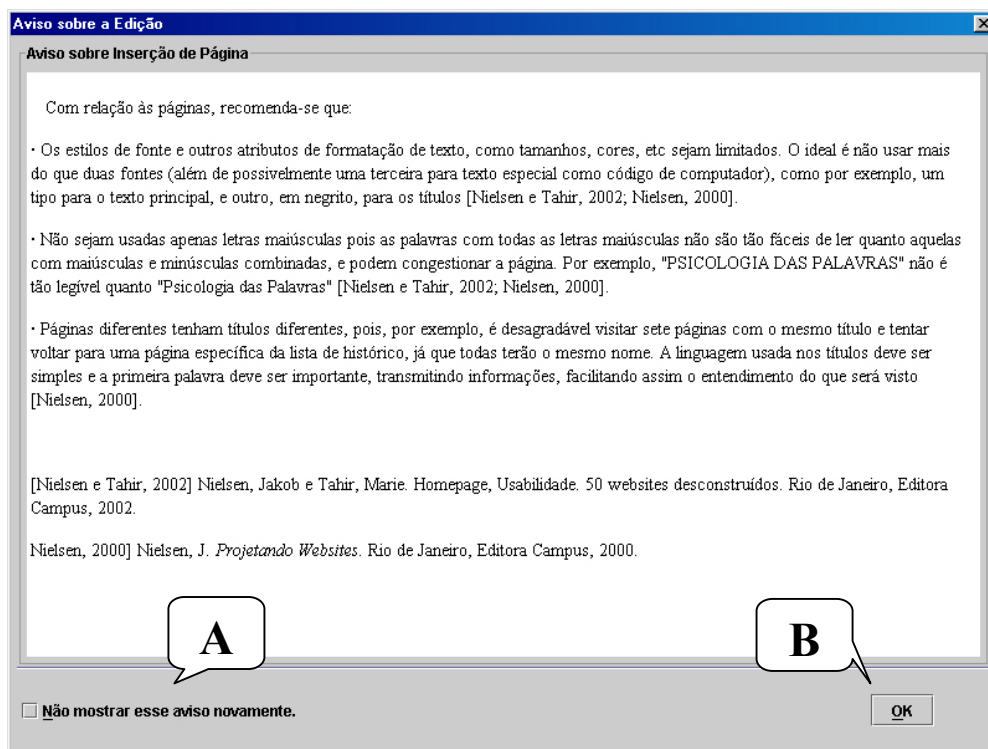 Aviso sobre a Edição
Aviso sobre Inserção de Página
Com relação às páginas, recomenda-se que:
· Os estilos de fonte e outros atributos de formatação de texto, como tamanhos, cores, etc sejam limitados. O ideal é não usar mais
do que duas fontes (além de possivelmente uma terceira para texto especial como código de computador), como por exemplo, um
tipo para o texto principal, e outro, em negrito, para os títulos [Nielsen e Tahir, 2002; Nielsen, 2000].
· Não sejam usadas apenas letras maiúsculas pois as palavras com todas as letras maiúsculas não são tão fáceis de ler quanto aquelas
com maiúsculas e minúsculas combinadas, e podem congestionar a página. Por exemplo, "PSICOLOGIA DAS PALAVRAS" não é
tão legível quanto "Psicologia das Palavras" [Nielsen e Tahir, 2002; Nielsen, 2000].
· Páginas diferentes tenham títulos diferentes, pois, por exemplo, é desagradável visitar sete páginas com o mesmo título e tentar
voltar para uma página específica da lista de histórico, já que todas terão o mesmo nome. A linguagem usada nos títulos deve ser
simples e a primeira palavra deve ser importante, transmitindo informações, facilitando assim o entendimento do que será visto
[Nielsen, 2000].
[Nielsen e Tahir, 2002] Nielsen, Jakob e Tahir, Marie. Homepage, Usabilidade. 50 websites desconstruídos. Rio de Janeiro, Editora
Campus, 2002.
Nielsen, 2000] Nielsen, J. Projetando Websites. Rio de Janeiro, Editora Campus, 2000.
A
B
Não mostrar esse aviso novamente.
OK